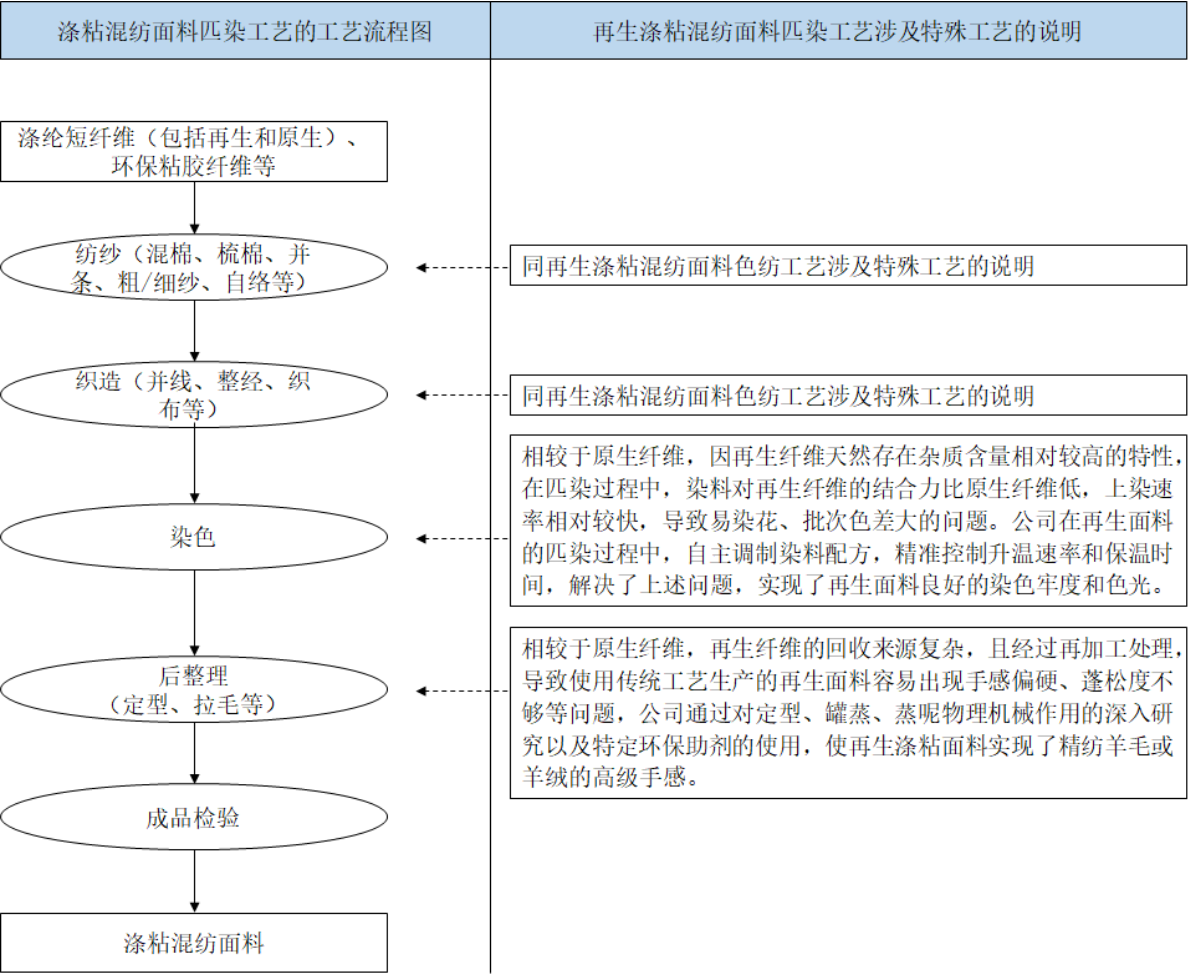 涤粘混纺面料匹染工艺的工艺流程图
再生涤粘混纺面料匹染工艺涉及特殊工艺的说明
涤纶短纤维（包括再生和原生）、
环保粘胶纤维等
纺纱（混棉、梳棉、并
条、粗/细纱、自络等）
同再生涤粘混纺面料色纺工艺涉及特殊工艺的说明
织造（并线、整经、织
布等）
同再生涤粘混纺面料色纺工艺涉及特殊工艺的说明
染色
相较于原生纤维，因再生纤维天然存在杂质含量相对较高的特性，
在匹染过程中，染料对再生纤维的结合力比原生纤维低，上染速
率相对较快，导致易染花、批次色差大的问题。公司在再生面料
的匹染过程中，自主调制染料配方，精准控制升温速率和保温时
间，解决了上述问题，实现了再生面料良好的染色牢度和色光。
后整理
（定型、拉毛等）
相较于原生纤维，再生纤维的回收来源复杂，且经过再加工处理，
导致使用传统工艺生产的再生面料容易出现手感偏硬、蓬松度不
够等问题，公司通过对定型、罐蒸、蒸呢物理机械作用的深入研
究以及特定环保助剂的使用，使再生涤粘面料实现了精纺羊毛或
羊绒的高级手感。
成品检验
涤粘混纺面料